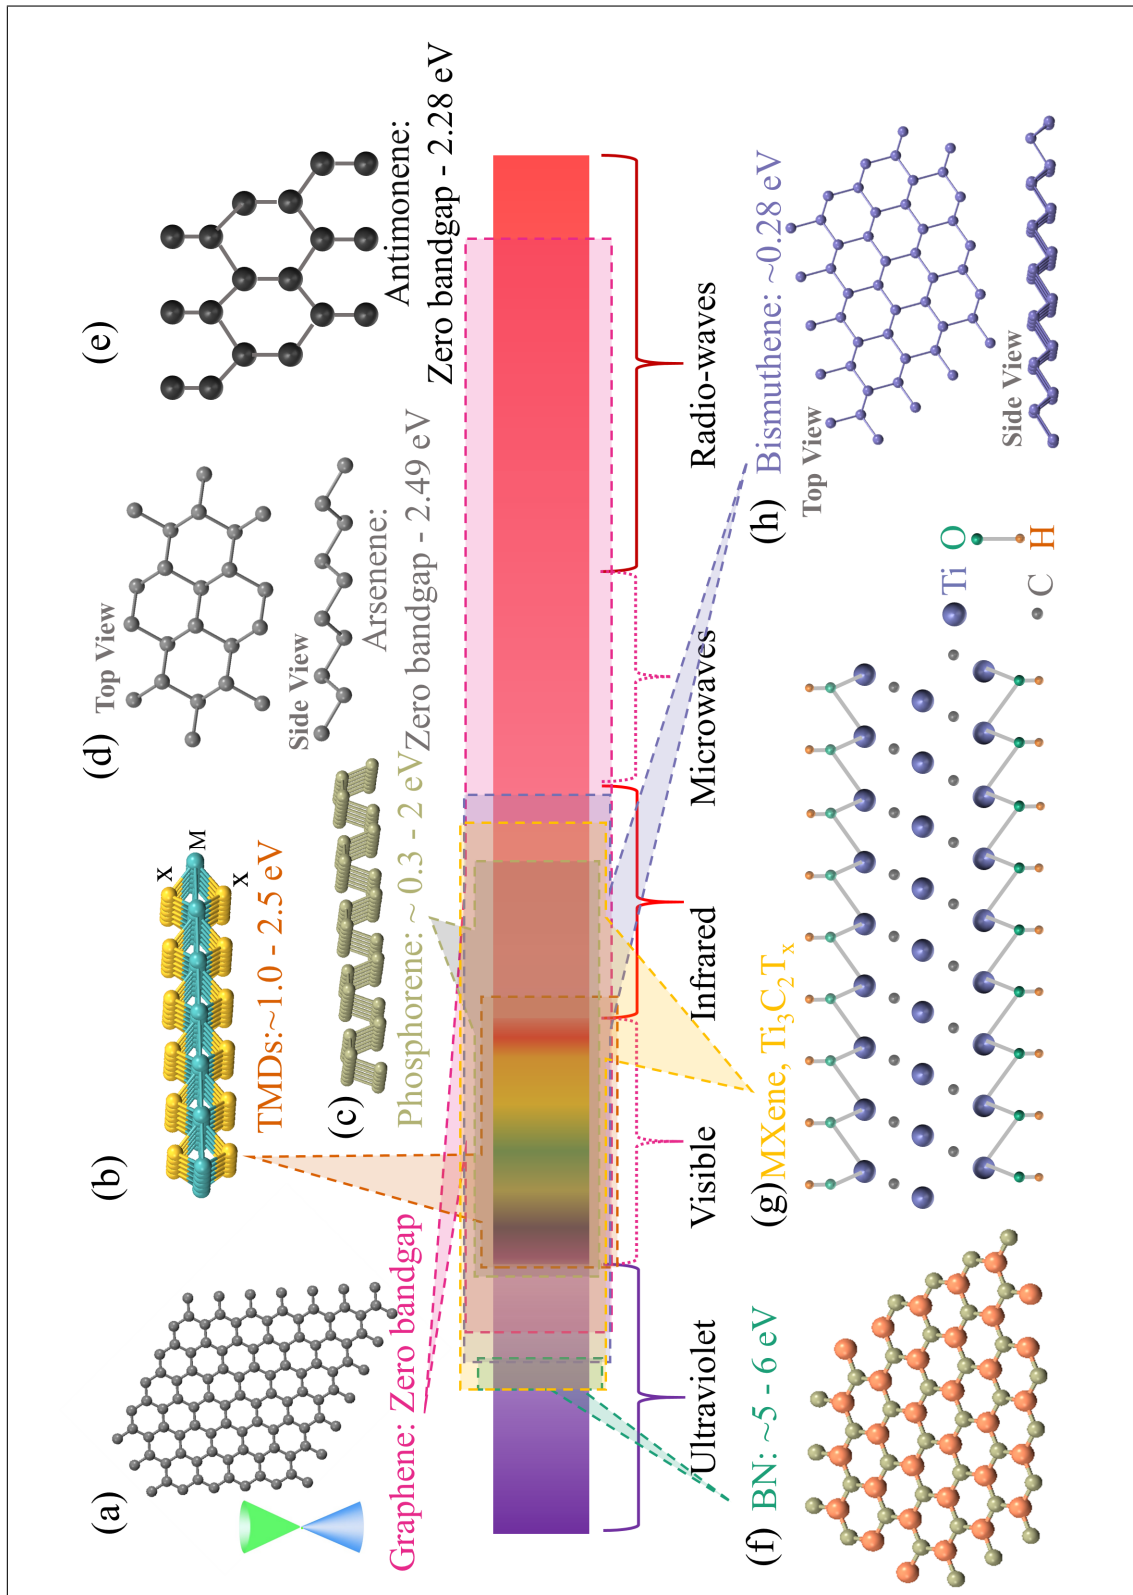 (a)
Graphene: Zero bandgap
(b)
X
M
X
TMDs:~1.0 - 2.5 eV
(c)
Phosphorene: ~ 0.3 - 2 eV
(d)
Top View
Side View
Arsenene:
Zero bandgap - 2.49 eV
(e)
Antimonene:
Zero bandgap - 2.28 eV
Ultraviolet
Visible
Infrared
Microwaves
Radio-waves
(f) BN: ~5 - 6 eV
(g) MXene, Ti₃C₂Tₓ
Ti
O
C
H
(h) Bismuthene: ~0.28 eV
Top View
Side View